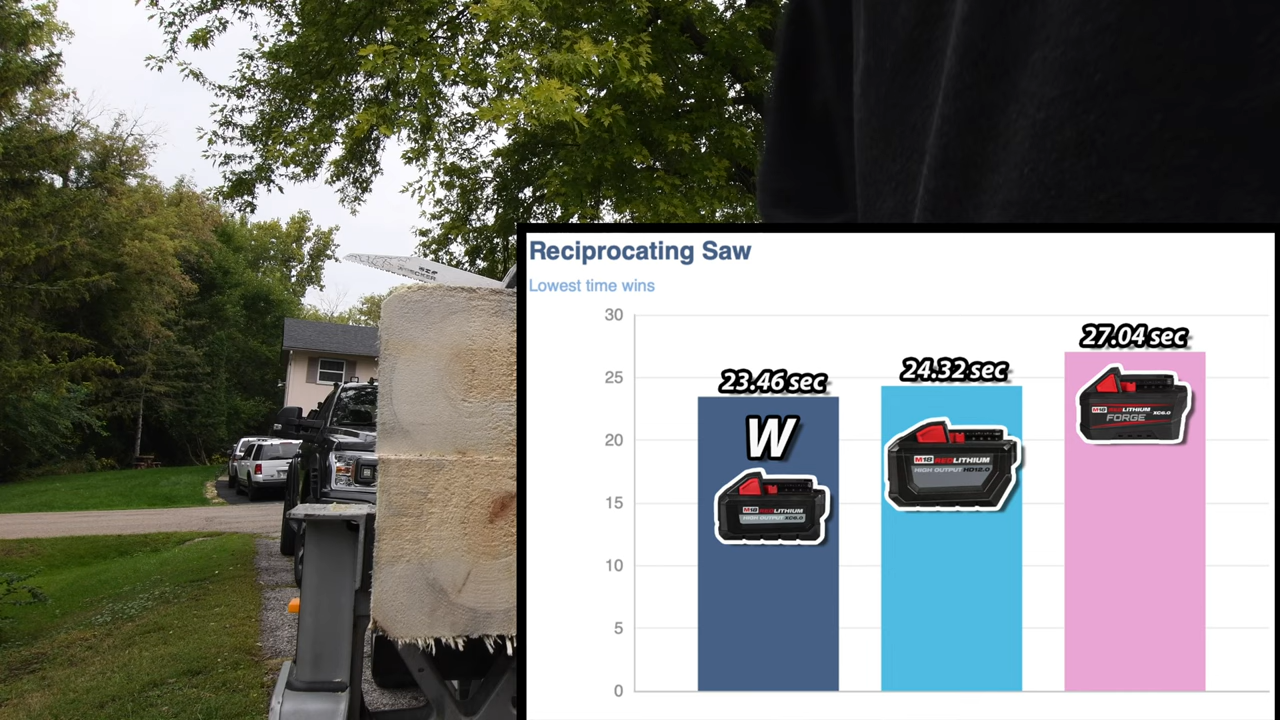 Reciprocating Saw
Lowest time wins
30
25
20
15
10
5
0
23.46 sec
W
M18 REDLITHIUM
HIGH OUTPUT XC6.0
24.32 sec
M18 REDLITHIUM
HIGH OUTPUT HD12.0
27.04 sec
M18 REDLITHIUM
FORGE XC6.0